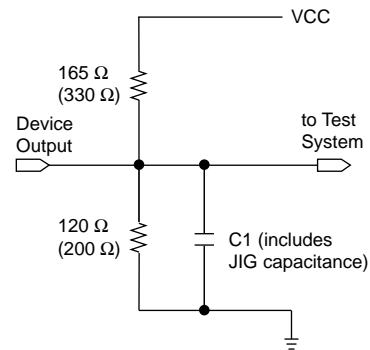 VCC
165 Ω
(330 Ω)
Device
Output
to Test
System
120 Ω
(200 Ω)
C1 (includes
JIG capacitance)